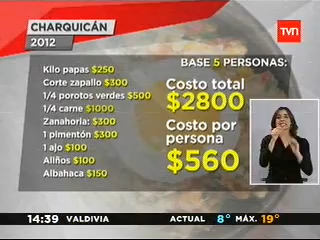 CHARQUICÁN
2012
tvn
BASE 5 PERSONAS:
Kilo papas $250
Corte zapallo $300
1/4 porotos verdes $500
1/4 carne $1000
Zanahoria: $300
1 pimentón $300
1 ajo $100
Aliños $100
Albahaca $150
Costo total
$2800
Costo por
persona
$560
14:39 VALDIVIA ACTUAL 8° MÁX. 19°